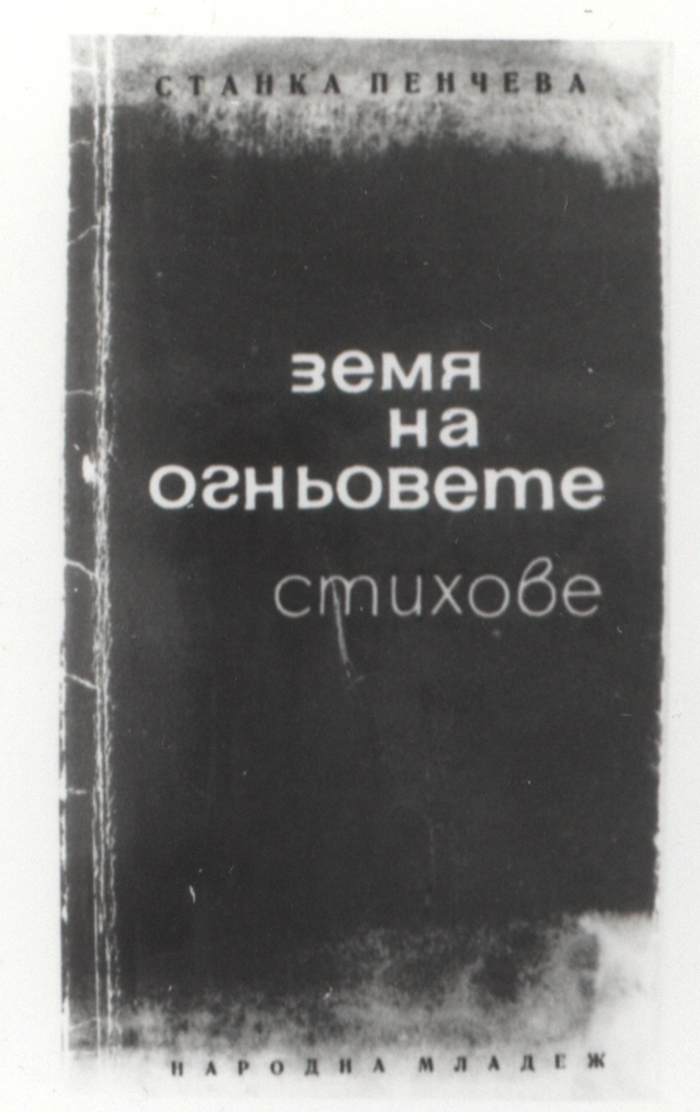 СТАНКА ПЕНЧЕВА
земя
на
огньовете
стихове
НАРОДНА МЛАДЕЖ